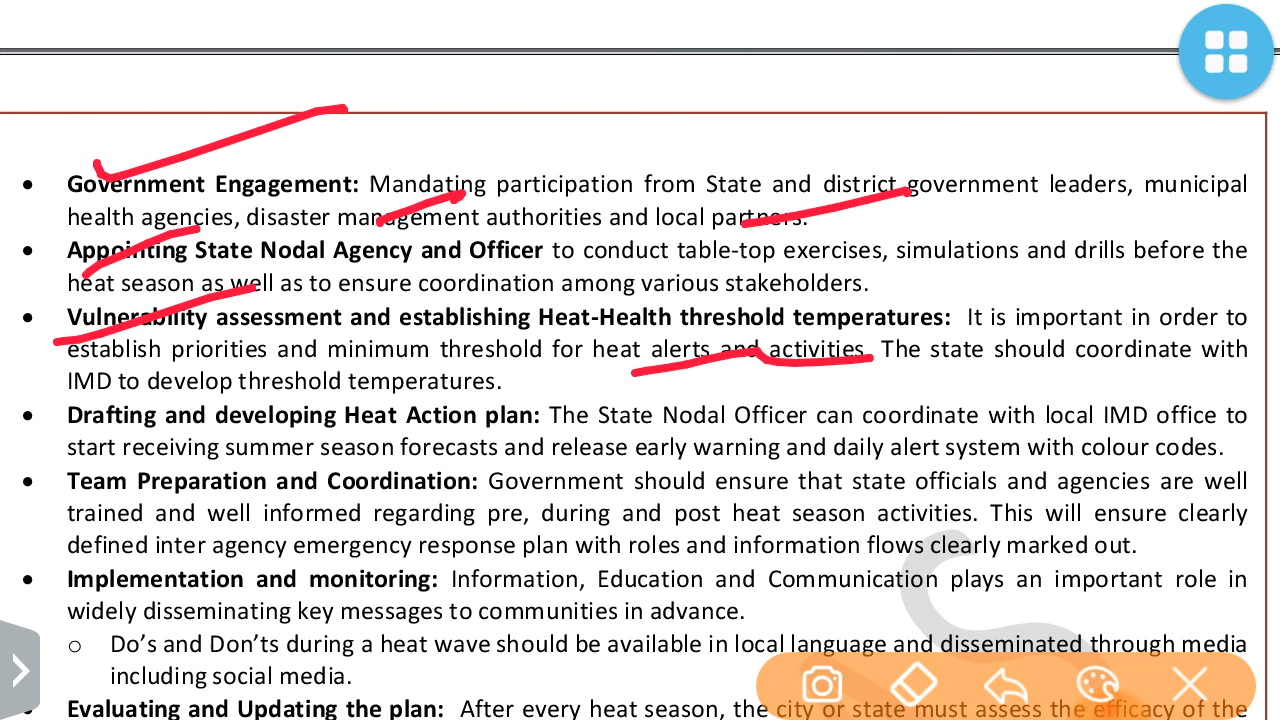 • Government Engagement: Mandating participation from State and district government leaders, municipal
health agencies, disaster management authorities and local partners.
• Appointing State Nodal Agency and Officer to conduct table-top exercises, simulations and drills before the
heat season as well as to ensure coordination among various stakeholders.
• Vulnerability assessment and establishing Heat-Health threshold temperatures: It is important in order to
establish priorities and minimum threshold for heat alerts and activities. The state should coordinate with
IMD to develop threshold temperatures.
• Drafting and developing Heat Action plan: The State Nodal Officer can coordinate with local IMD office to
start receiving summer season forecasts and release early warning and daily alert system with colour codes.
• Team Preparation and Coordination: Government should ensure that state officials and agencies are well
trained and well informed regarding pre, during and post heat season activities. This will ensure clearly
defined inter agency emergency response plan with roles and information flows clearly marked out.
• Implementation and monitoring: Information, Education and Communication plays an important role in
widely disseminating key messages to communities in advance.
o Do's and Don'ts during a heat wave should be available in local language and disseminated through media
including social media.
• Evaluating and Updating the plan: After every heat season, the city or state must assess the efficacy of the